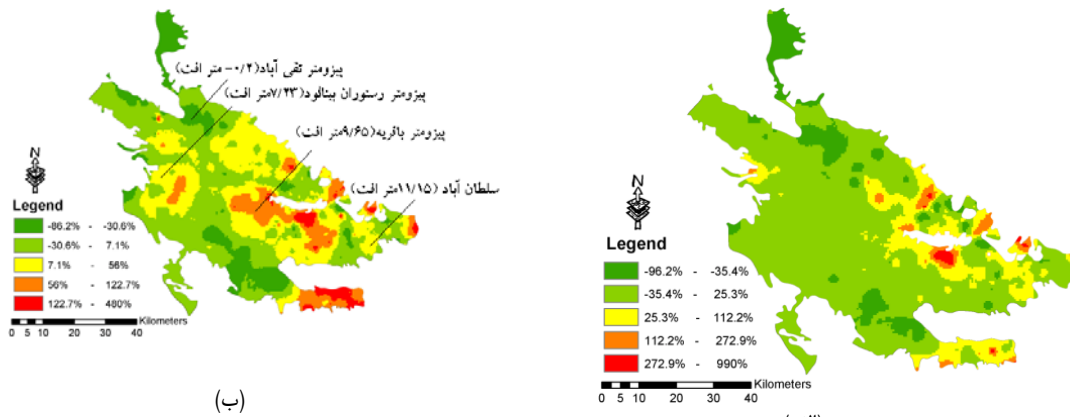 پیزومتر تقی آباد(۰/۲- متر افت)
پیزومتر رستوران بینالود(۷/۲۳متر افت)
پیزومتر باقریه(۹/۶۵متر افت)
سلطان آباد (۱۱/۱۵متر افت)
N
Legend
-86.2% - -30.6%
-30.6% - 7.1%
7.1% - 56%
56% - 122.7%
122.7% - 480%
Kilometers
0 5 10 20 30 40
(ب)
N
Legend
-96.2% - -35.4%
-35.4% - 25.3%
25.3% - 112.2%
112.2% - 272.9%
272.9% - 990%
Kilometers
0 5 10 20 30 40